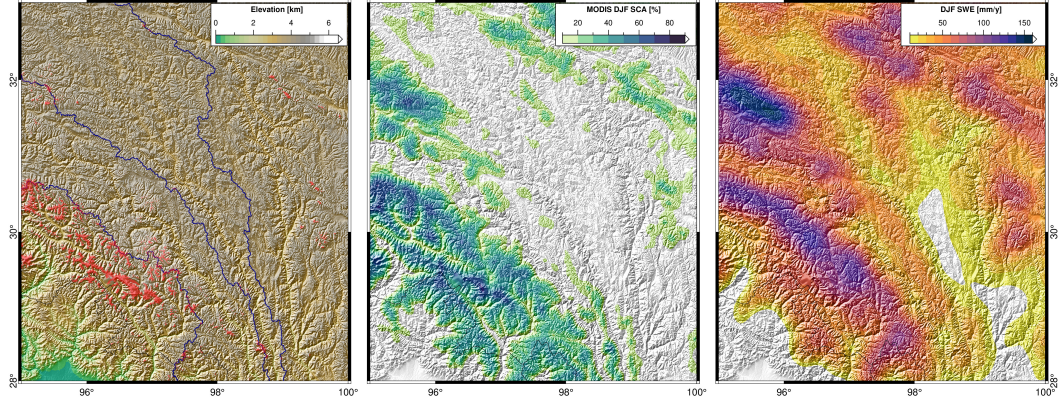 Elevation [km]
0 2 4 6
MODIS DJF SCA [%]
20 40 60 80
DJF SWE [mm/y]
50 100 150
32° 32°
30° 30°
28° 28°
96° 98° 100° 96° 98° 100° 96° 98° 100°